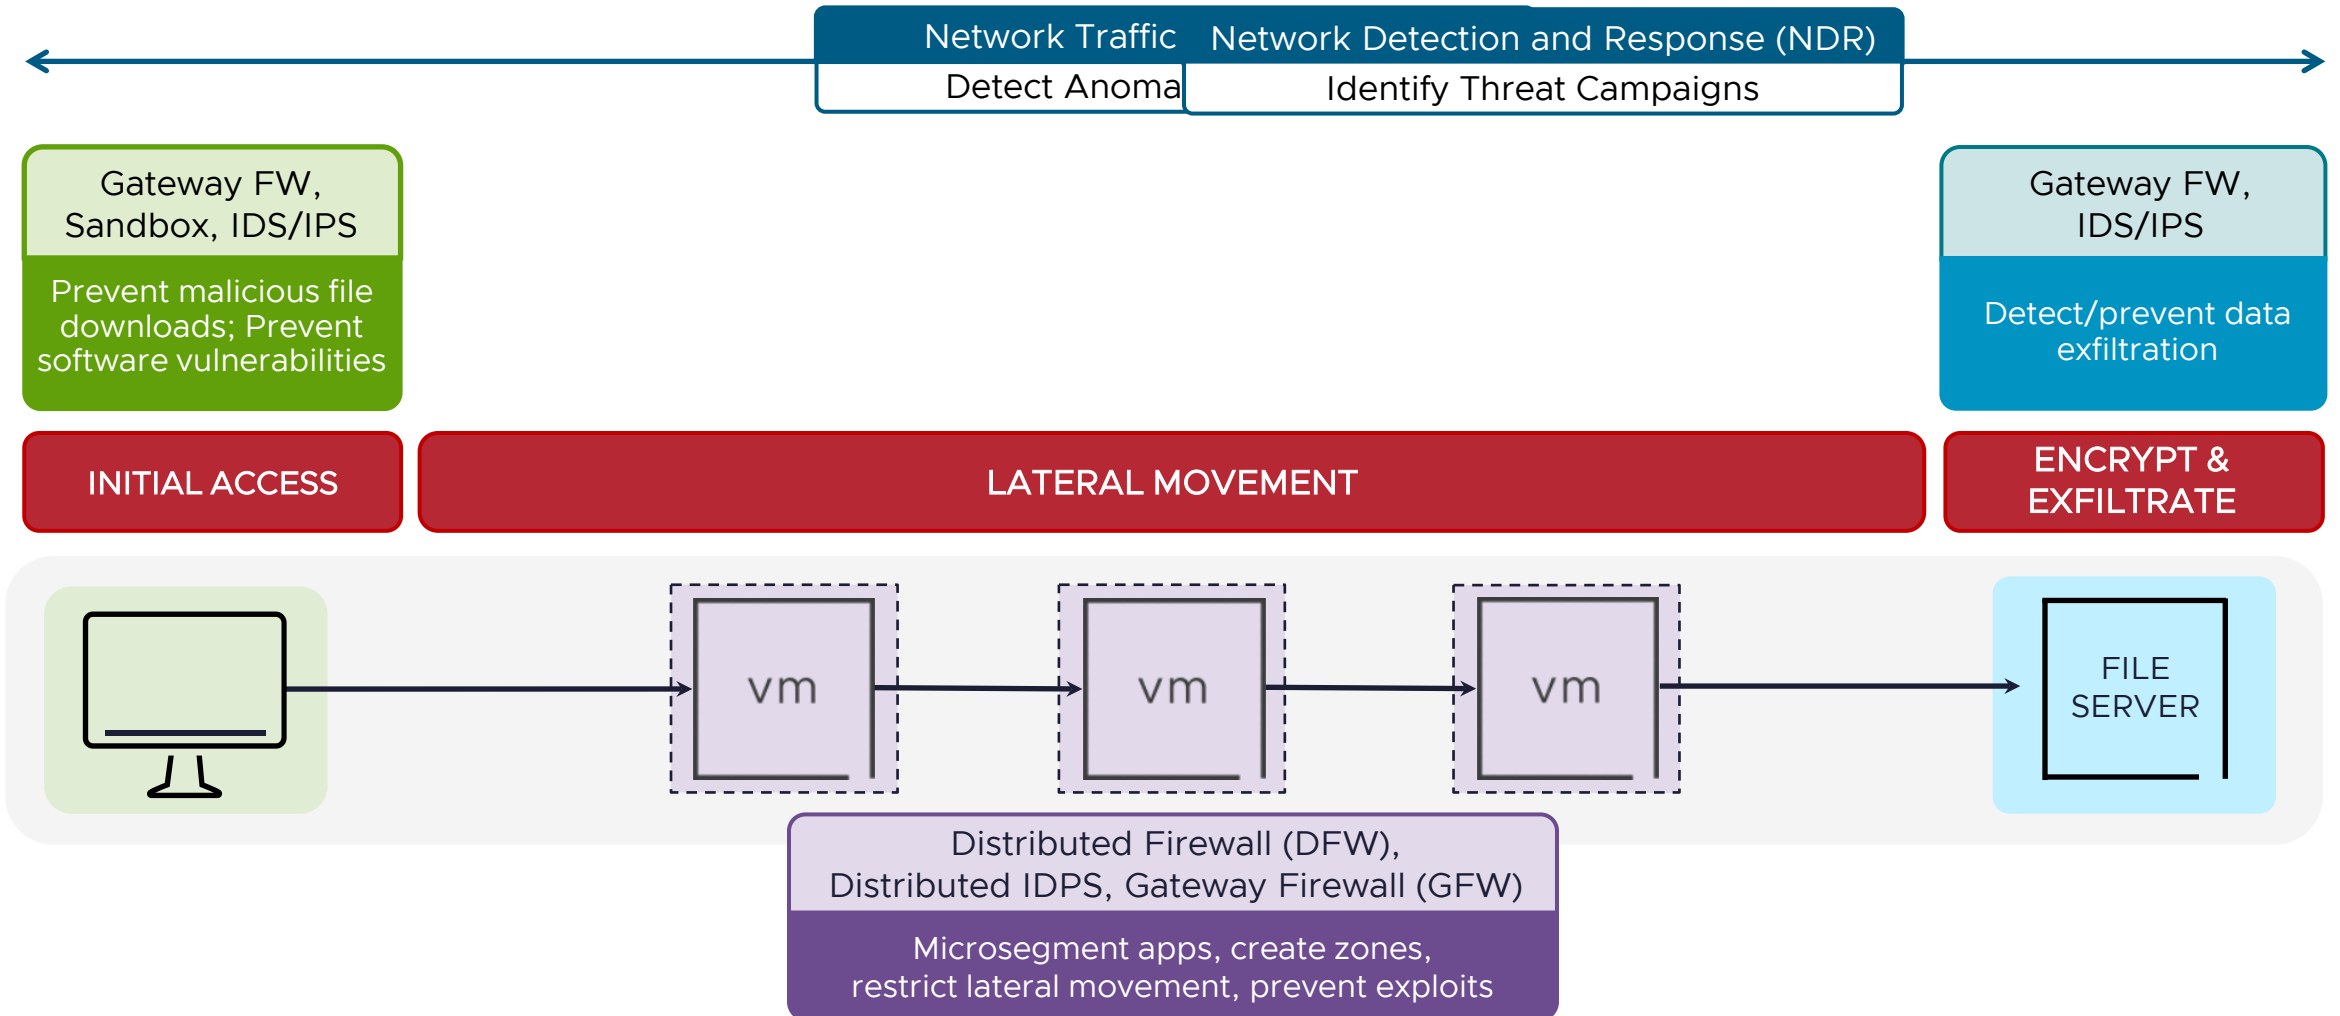 Network Traffic
Detect Anoma
Network Detection and Response (NDR)
Identify Threat Campaigns
Gateway FW,
Sandbox, IDS/IPS
Prevent malicious file
downloads; Prevent
software vulnerabilities
Gateway FW,
IDS/IPS
Detect/prevent data
exfiltration
INITIAL ACCESS
LATERAL MOVEMENT
ENCRYPT &
EXFILTRATE
vm
vm
vm
FILE
SERVER
Distributed Firewall (DFW),
Distributed IDPS, Gateway Firewall (GFW)
Microsegment apps, create zones,
restrict lateral movement, prevent exploits